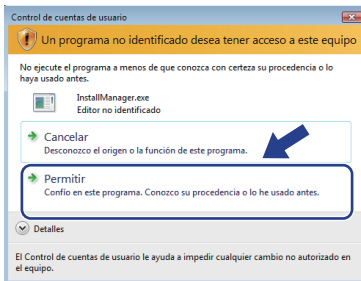 Control de cuentas de usuario
Un programa no identificado desea tener acceso a este equipo
No ejecute el programa a menos de que conozca con certeza su procedencia o lo
haya usado antes.
InstallManager.exe
Editor no identificado
Cancelar
Desconozco el origen o la función de este programa.
Permitir
Confío en este programa. Conozco su procedencia o lo he usado antes.
Detalles
El Control de cuentas de usuario le ayuda a impedir cualquier cambio no autorizado en
el equipo.